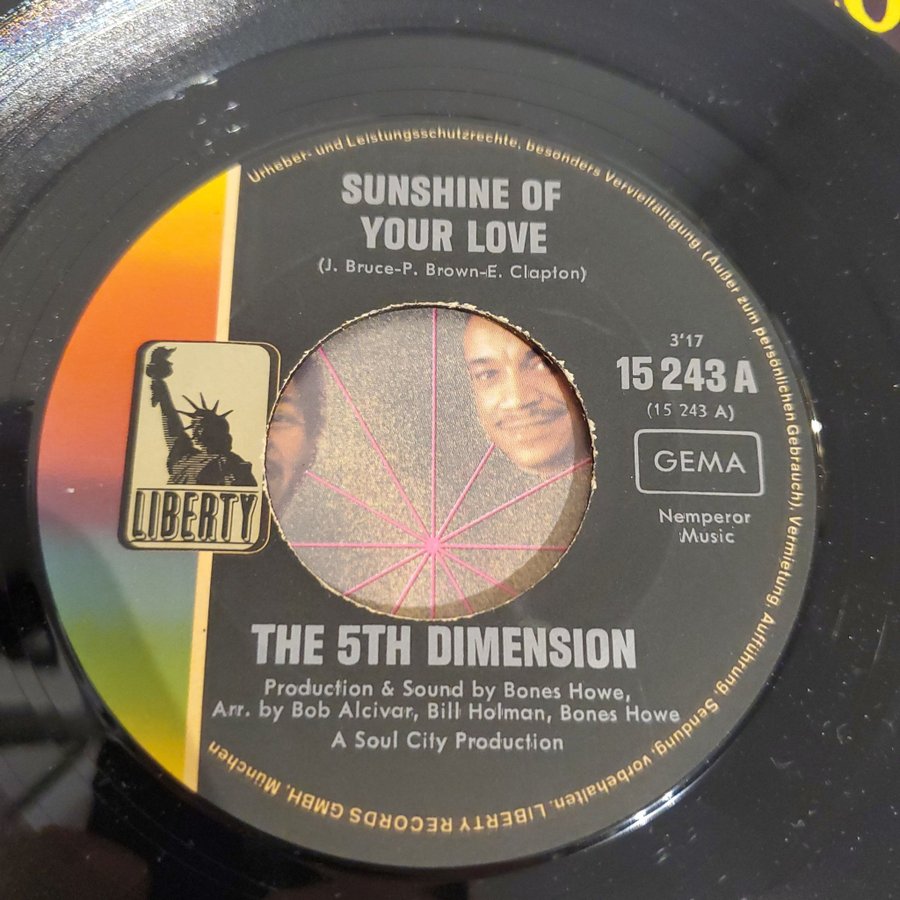 Urheber- und Leistungsschutzrechte, besonders Vervielfältigung, (Außer zum persönlichen Gebrauch), Vermietung, Aufführung, Sendung, vorbehalten. LIBERTY RECORDS GMBH, München
SUNSHINE OF
YOUR LOVE
(J. Bruce-P. Brown-E. Clapton)
3'17
15 243 A
(15 243 A)
GEMA
Nemperor
Music
LIBERTY
THE 5TH DIMENSION
Production & Sound by Bones Howe,
Arr. by Bob Alcivar, Bill Holman, Bones Howe
A Soul City Production